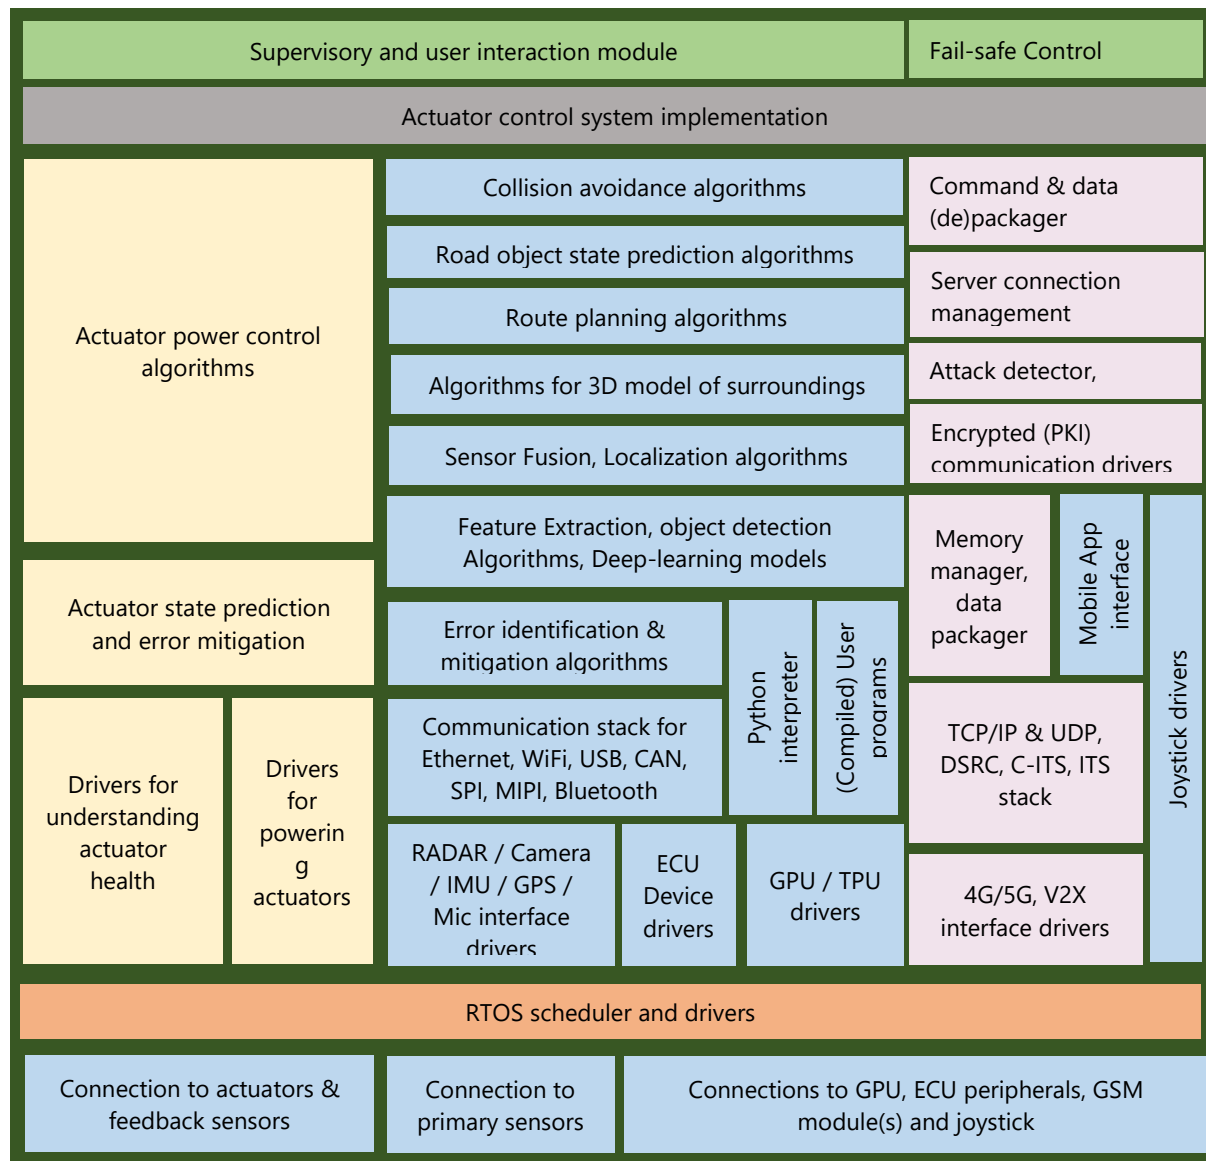 Supervisory and user interaction module
Fail-safe Control
Actuator control system implementation
Actuator power control
algorithms
Actuator state prediction
and error mitigation
Drivers for
understanding
actuator
health
Drivers
for
powerin
g
actuators
Collision avoidance algorithms
Road object state prediction algorithms
Route planning algorithms
Algorithms for 3D model of surroundings
Sensor Fusion, Localization algorithms
Feature Extraction, object detection
Algorithms, Deep-learning models
Error identification &
mitigation algorithms
Communication stack for
Ethernet, WiFi, USB, CAN,
SPI, MIPI, Bluetooth
Python
interpreter
(Compiled) User
programs
RADAR / Camera
/ IMU / GPS /
Mic interface
drivers
ECU
Device
drivers
GPU / TPU
drivers
Command & data
(de)packager
Server connection
management
Attack detector,
Encrypted (PKI)
communication drivers
Memory
manager,
data
packager
Mobile App
interface
Joystick drivers
TCP/IP & UDP,
DSRC, C-ITS, ITS
stack
4G/5G, V2X
interface drivers
RTOS scheduler and drivers
Connection to actuators &
feedback sensors
Connection to
primary sensors
Connections to GPU, ECU peripherals, GSM
module(s) and joystick